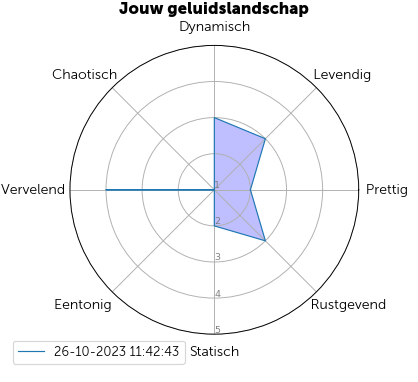 Jouw geluidslandschap
Dynamisch
Chaotisch
Levendig
Vervelend
1
Prettig
2
3
4
Eentonig
Rustgevend
5
26-10-2023 11:42:43
Statisch